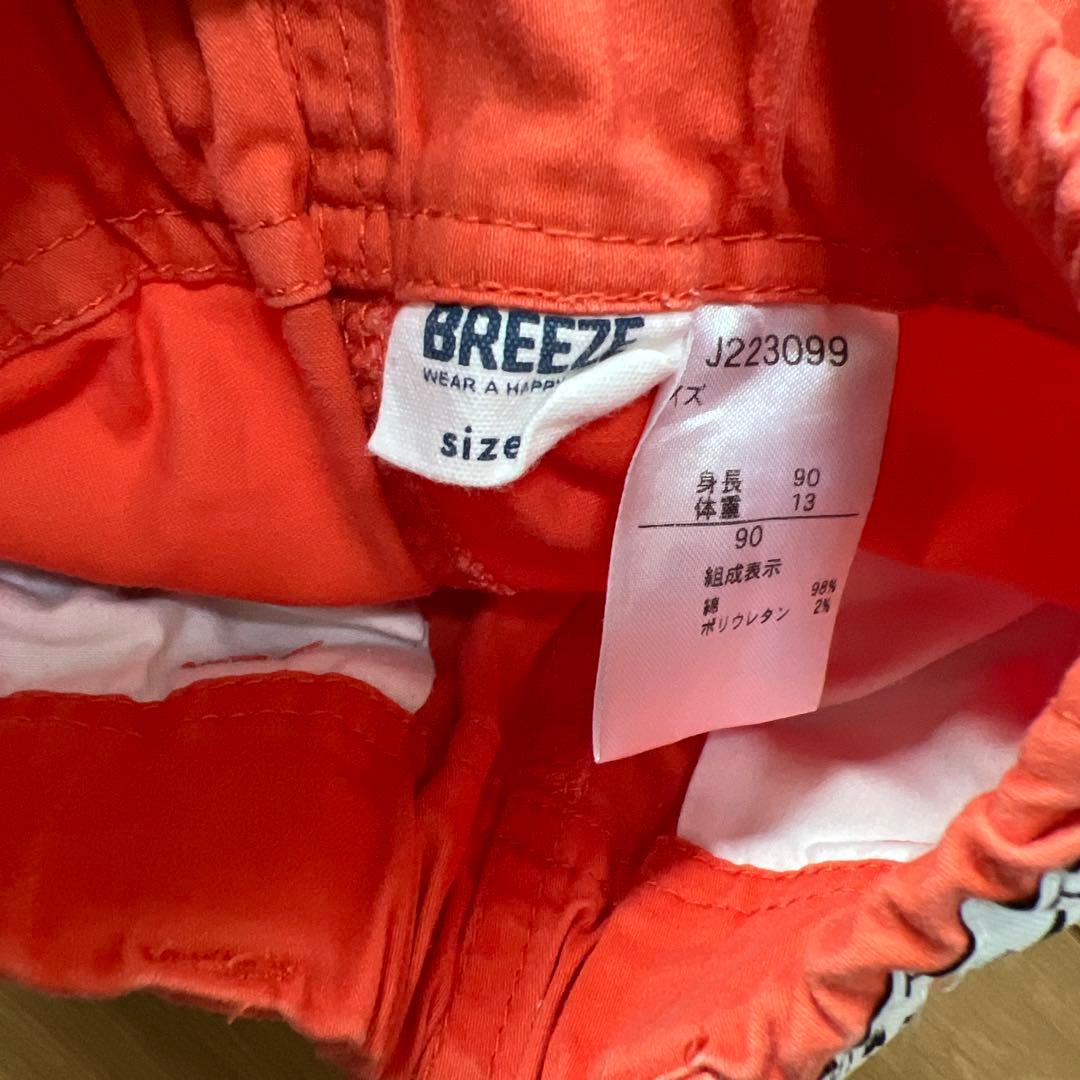 BREEZE
WEAR A HAPPY
size
J223099
イズ
身長 90
体重 13
90
組成表示
綿 98%
ポリウレタン 2%